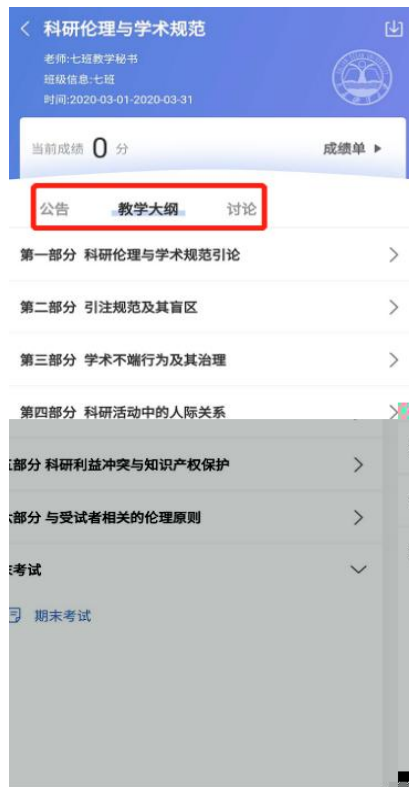 科研伦理与学术规范
老师:七班教学秘书
班级信息:七班
时间:2020-03-01-2020-03-31
当前成绩 0 分 成绩单
公告 教学大纲 讨论
第一部分 科研伦理与学术规范引论
第二部分 引注规范及其盲区
第三部分 学术不端行为及其治理
第四部分 科研活动中的人际关系
部分 科研利益冲突与知识产权保护
部分 与受试者相关的伦理原则
考试
期末考试